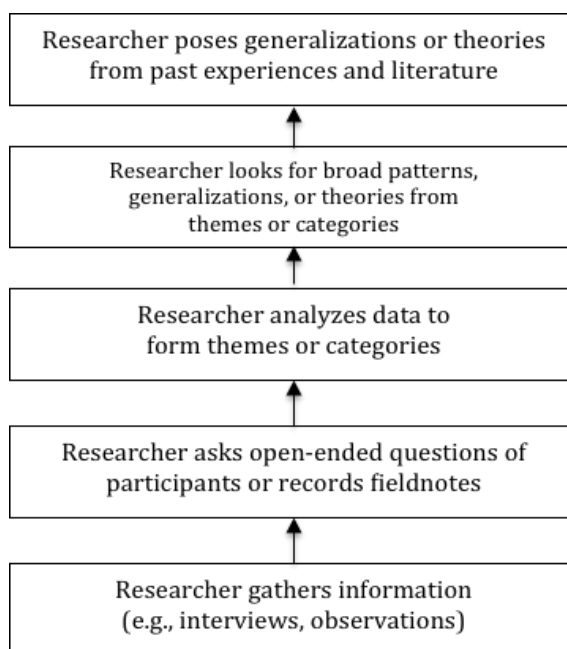 Researcher poses generalizations or theories
from past experiences and literature
Researcher looks for broad patterns,
generalizations, or theories from
themes or categories
Researcher analyzes data to
form themes or categories
Researcher asks open-ended questions of
participants or records fieldnotes
Researcher gathers information
(e.g., interviews, observations)